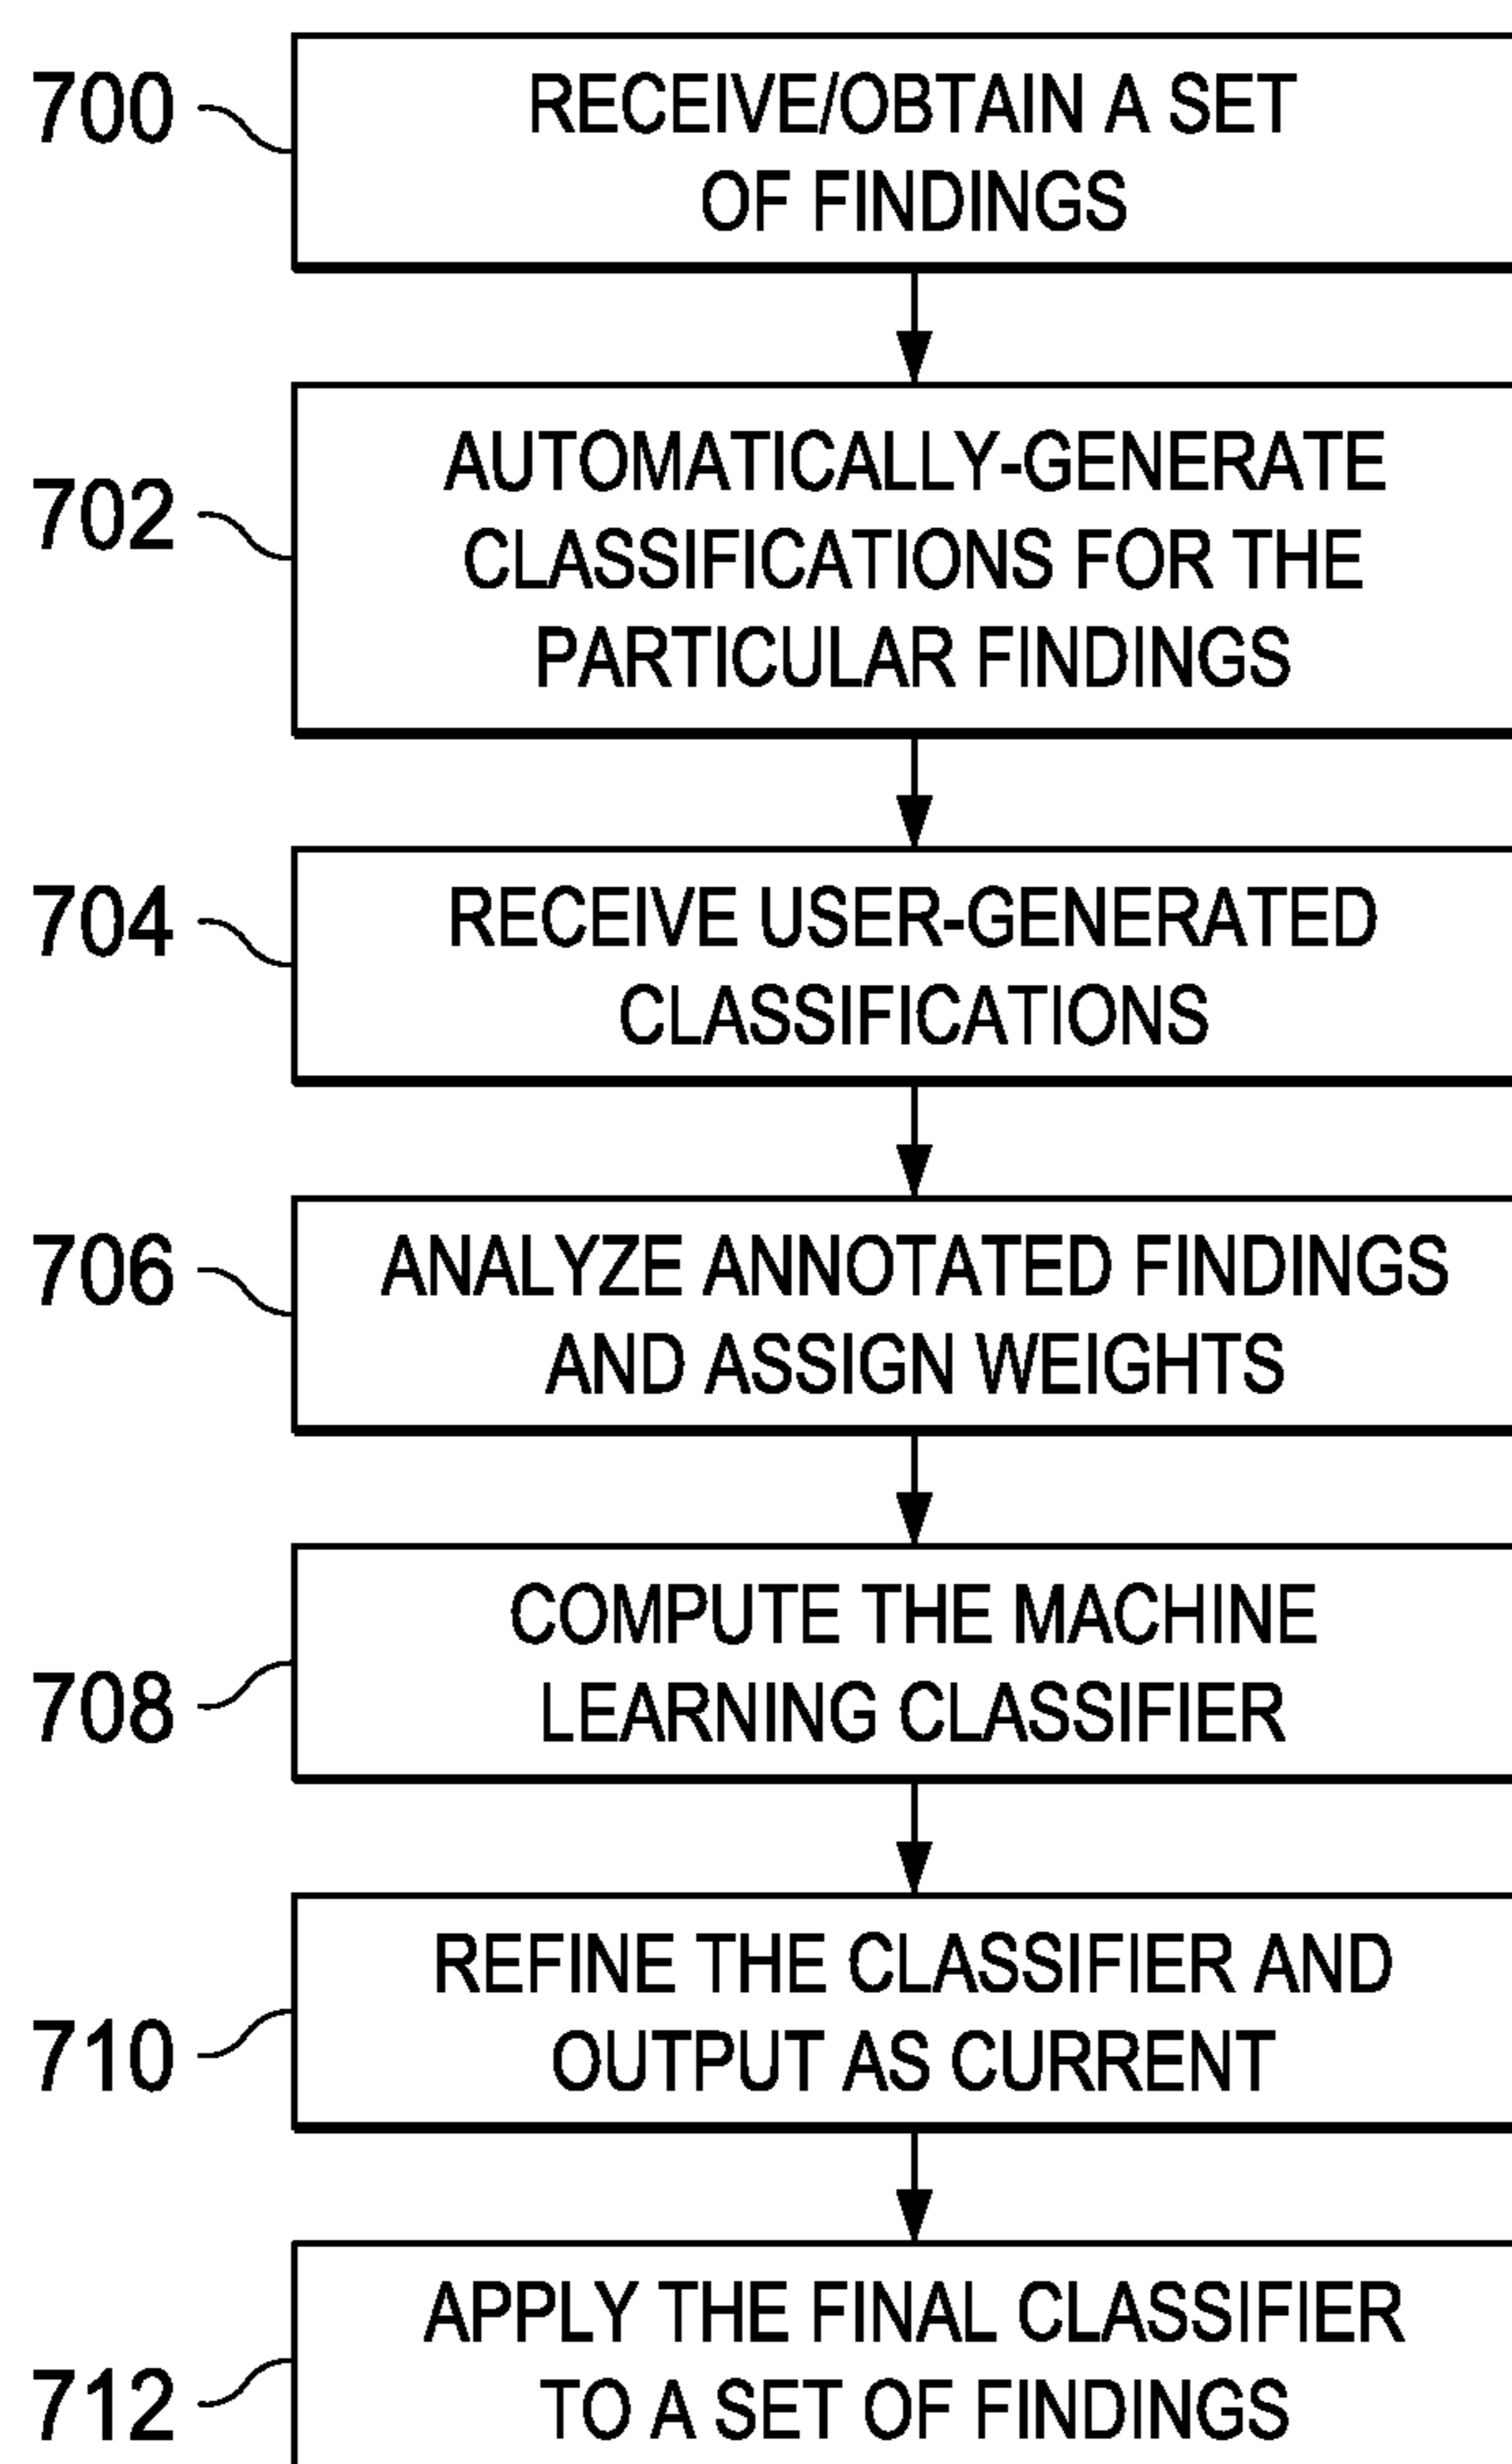 700
RECEIVE/OBTAIN A SET
OF FINDINGS
702
AUTOMATICALLY-GENERATE
CLASSIFICATIONS FOR THE
PARTICULAR FINDINGS
704
RECEIVE USER-GENERATED
CLASSIFICATIONS
706
ANALYZE ANNOTATED FINDINGS
AND ASSIGN WEIGHTS
708
COMPUTE THE MACHINE
LEARNING CLASSIFIER
710
REFINE THE CLASSIFIER AND
OUTPUT AS CURRENT
712
APPLY THE FINAL CLASSIFIER
TO A SET OF FINDINGS